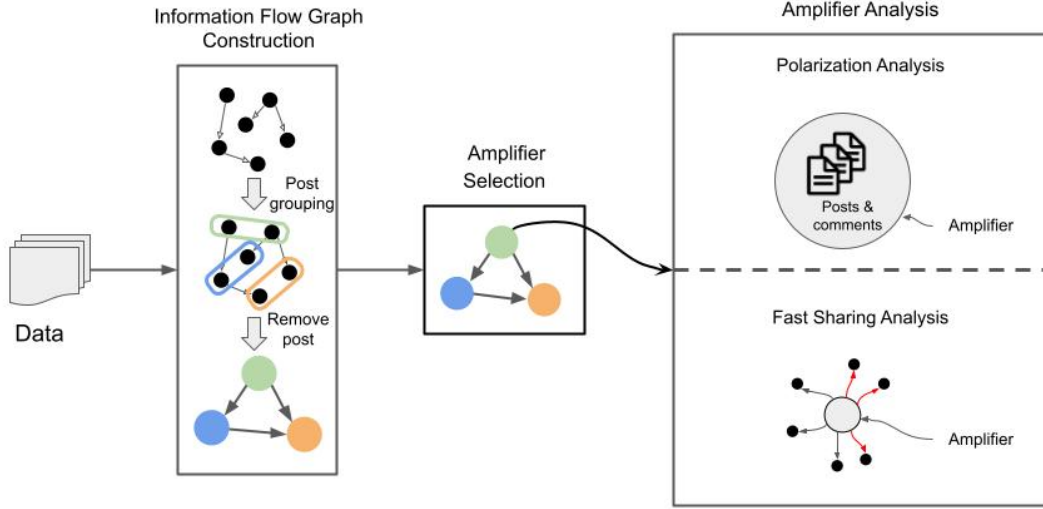 Information Flow Graph
Construction
Post
grouping
Remove
post
Data
Amplifier
Selection
Amplifier Analysis
Polarization Analysis
Posts &
comments
Amplifier
Fast Sharing Analysis
Amplifier